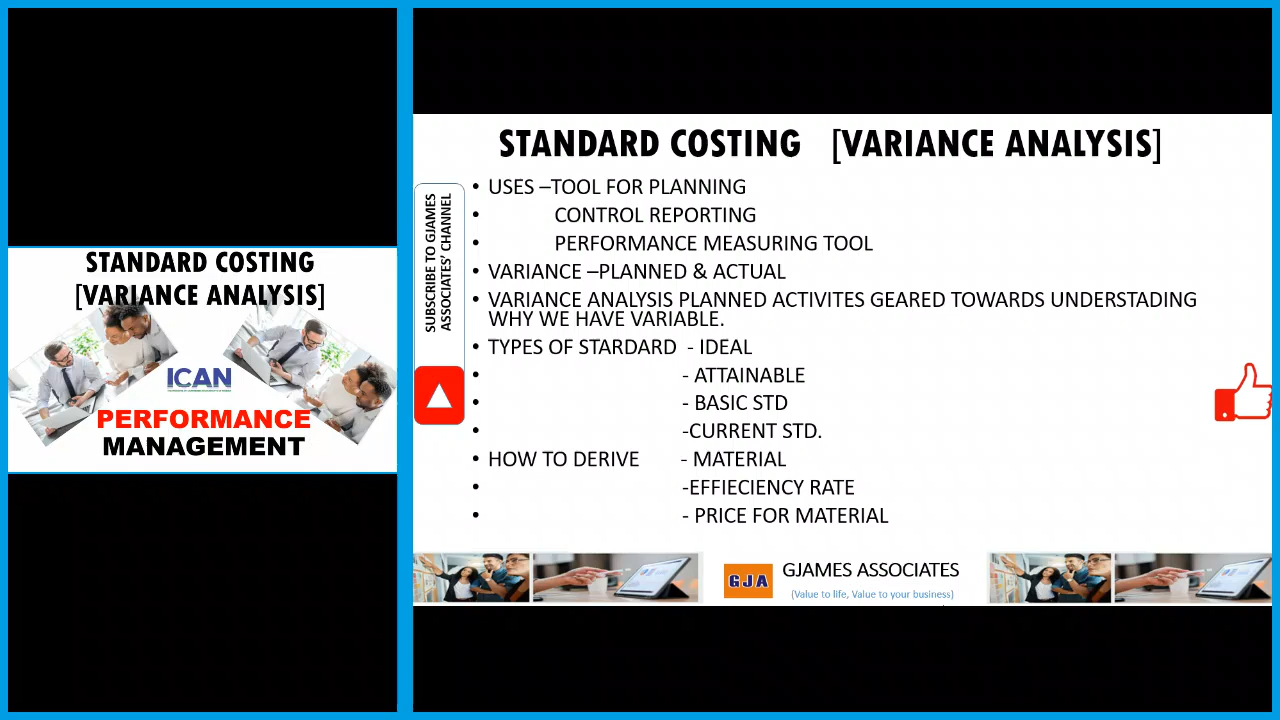 STANDARD COSTING
[VARIANCE ANALYSIS]
ICAN
PERFORMANCE
MANAGEMENT
STANDARD COSTING [VARIANCE ANALYSIS]
SUBSCRIBE TO GJAMES
ASSOCIATES' CHANNEL
• USES –TOOL FOR PLANNING
• CONTROL REPORTING
• PERFORMANCE MEASURING TOOL
• VARIANCE –PLANNED & ACTUAL
• VARIANCE ANALYSIS PLANNED ACTIVITES GEARED TOWARDS UNDERSTADING
WHY WE HAVE VARIABLE.
• TYPES OF STARDARD - IDEAL
• - ATTAINABLE
• - BASIC STD
• -CURRENT STD.
• HOW TO DERIVE - MATERIAL
• -EFFIECIENCY RATE
• - PRICE FOR MATERIAL
GJA
GJAMES ASSOCIATES
(Value to life, Value to your business)